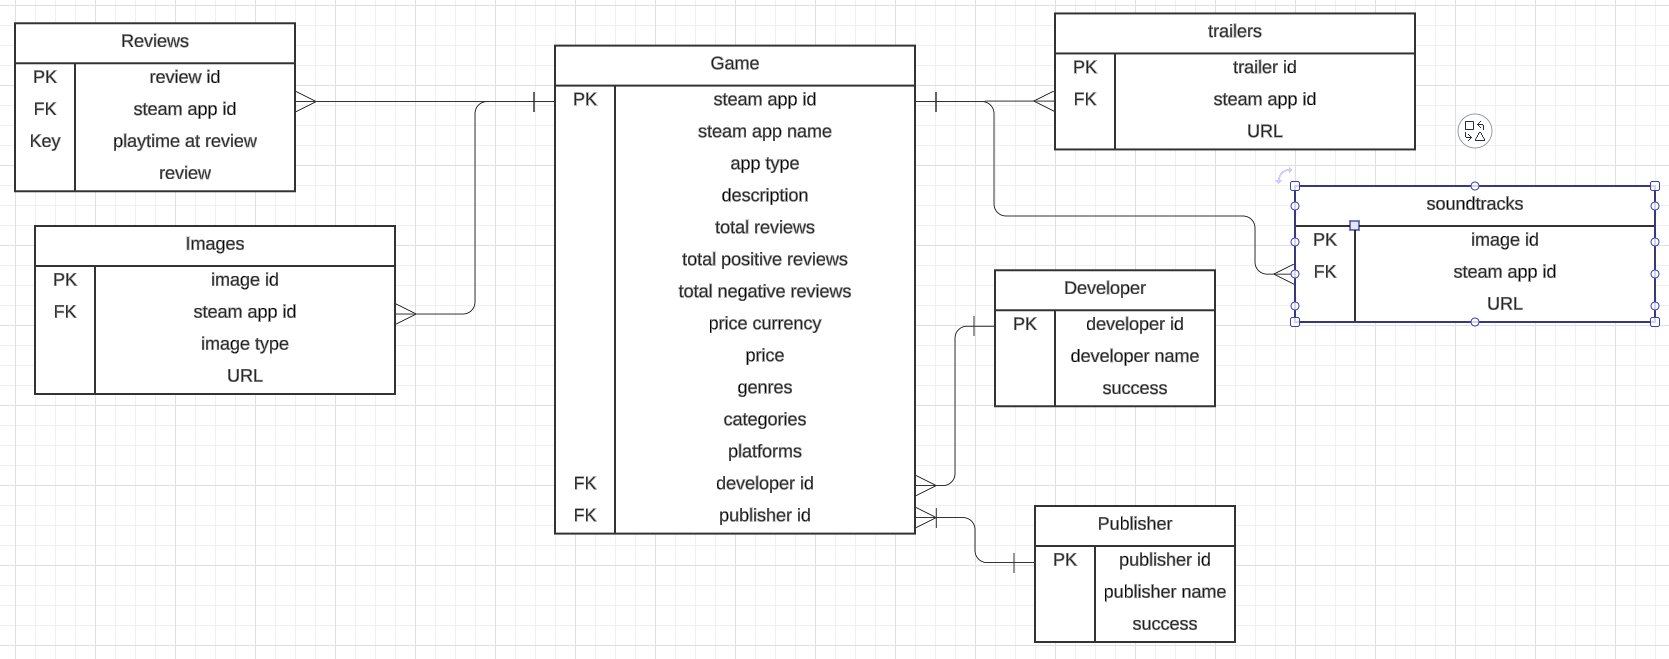 Reviews
PK review id
FK steam app id
Key playtime at review
review
Images
PK image id
FK steam app id
image type
URL
Game
PK steam app id
steam app name
app type
description
total reviews
total positive reviews
total negative reviews
price currency
price
genres
categories
platforms
FK developer id
FK publisher id
trailers
PK trailer id
FK steam app id
URL
soundtracks
PK image id
FK steam app id
URL
Developer
PK developer id
developer name
success
Publisher
PK publisher id
publisher name
success